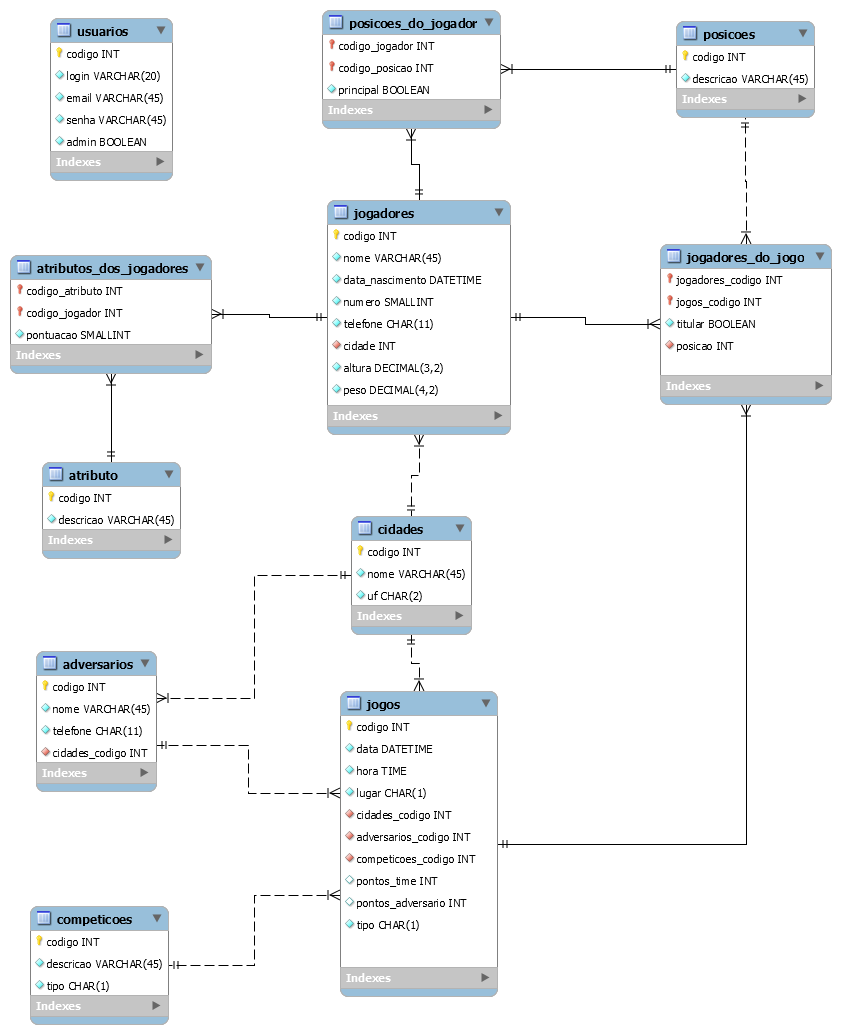 usuarios
codigo INT
login VARCHAR(20)
email VARCHAR(45)
senha VARCHAR(45)
admin BOOLEAN
Indexes
posicoes_do_jogador
codigo_jogador INT
codigo_posicao INT
principal BOOLEAN
Indexes
posicoes
codigo INT
descricao VARCHAR(45)
Indexes
jogadores
codigo INT
nome VARCHAR(45)
data_nascimento DATETIME
numero SMALLINT
telefone CHAR(11)
cidade INT
altura DECIMAL(3,2)
peso DECIMAL(4,2)
Indexes
atributos_dos_jogadores
codigo_atributo INT
codigo_jogador INT
pontuacao SMALLINT
Indexes
jogadores_do_jogo
jogadores_codigo INT
jogos_codigo INT
titular BOOLEAN
posicao INT
Indexes
atributo
codigo INT
descricao VARCHAR(45)
Indexes
cidades
codigo INT
nome VARCHAR(45)
uf CHAR(2)
Indexes
adversarios
codigo INT
nome VARCHAR(45)
telefone CHAR(11)
cidades_codigo INT
Indexes
jogos
codigo INT
data DATETIME
hora TIME
lugar CHAR(1)
cidades_codigo INT
adversarios_codigo INT
competicoes_codigo INT
pontos_time INT
pontos_adversario INT
tipo CHAR(1)
Indexes
competicoes
codigo INT
descricao VARCHAR(45)
tipo CHAR(1)
Indexes